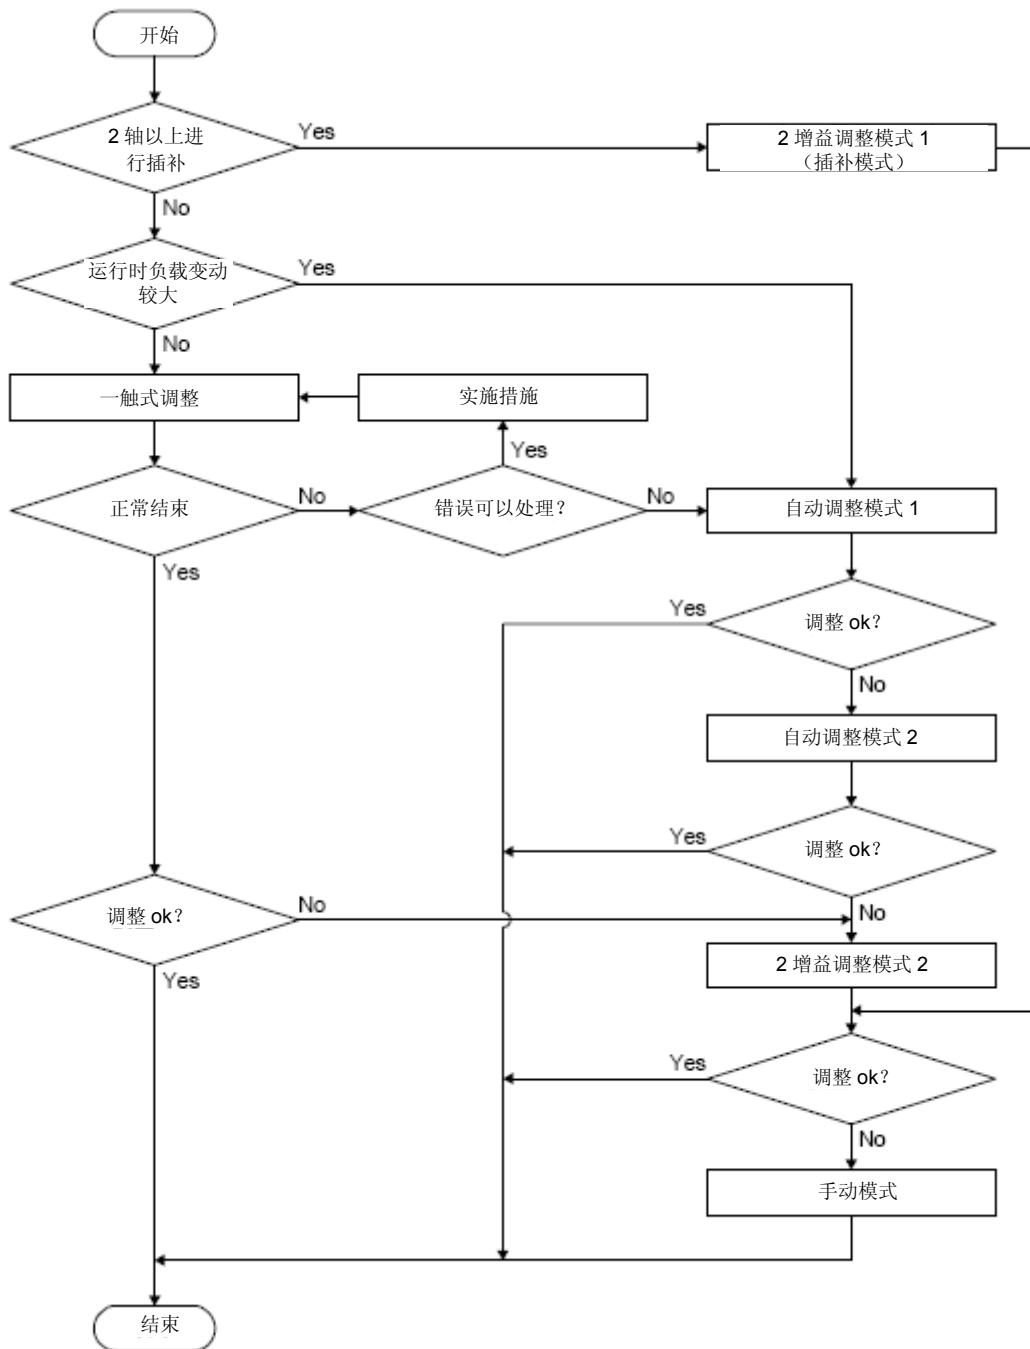 开始
2 轴以上进
行插补
Yes
2 增益调整模式 1
（插补模式）
No
运行时负载变动
较大
Yes
No
一触式调整
实施措施
Yes
正常结束
No
错误可以处理？
No
自动调整模式 1
Yes
Yes
调整 ok？
No
自动调整模式 2
Yes
调整 ok？
No
调整 ok？
No
2 增益调整模式 2
Yes
Yes
调整 ok？
No
手动模式
结束